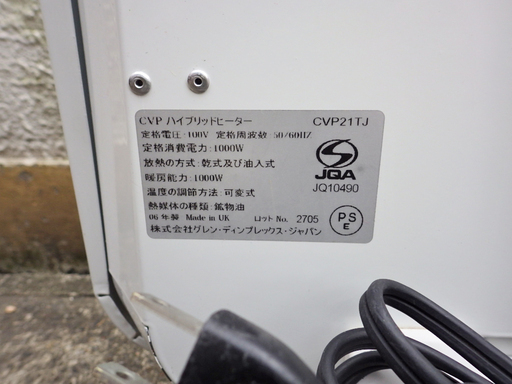 CVP ハイブリッドヒーター CVP21TJ
定格電圧:100V 定格周波数:50/60HZ
定格消費電力:1000W
放熱の方式:乾式及び油入式
暖房能力:1000W
温度の調節方法:可変式
熱媒体の種類:鉱物油
06 年製 Made in UK ロット No. 2705
株式会社グレン・ディンプレックス・ジャパン
JQA
JQ10490
PS
E